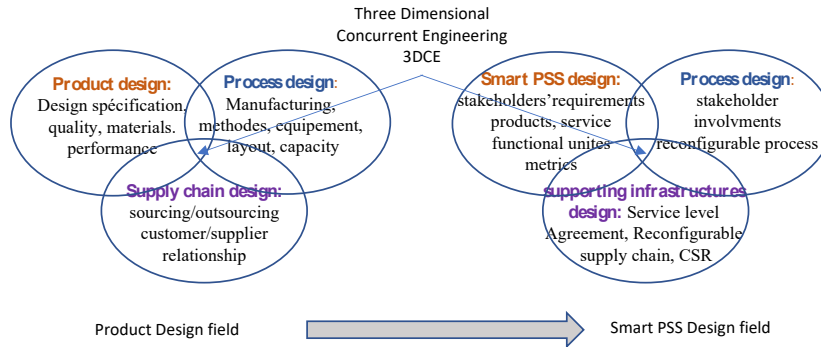 Three Dimensional
Concurrent Engineering
3DCE
Product design:
Design spécification,
quality, materials.
performance
Process design:
Manufacturing,
methodes, equipement,
layout, capacity
Supply chain design:
sourcing/outsourcing
customer/supplier
relationship
Smart PSS design:
stakeholders'requirements
products, service
functional unites
metrics
Process design:
stakeholder
involvments
reconfigurable process
supporting infrastructures
design: Service level
Agreement, Reconfigurable
supply chain, CSR
Product Design field
Smart PSS Design field